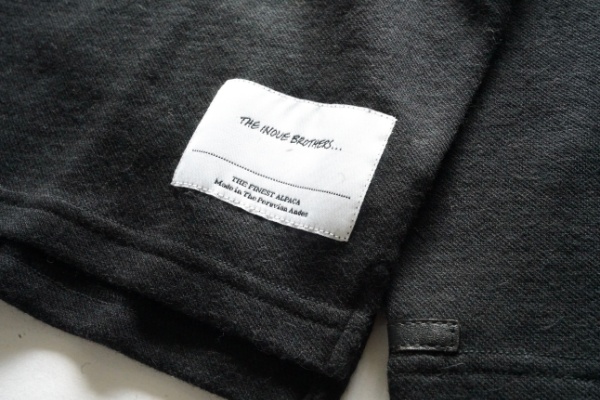 THE INOUE BROTHERS...
THE FINEST ALPACA
Made in The Peruvian Andes